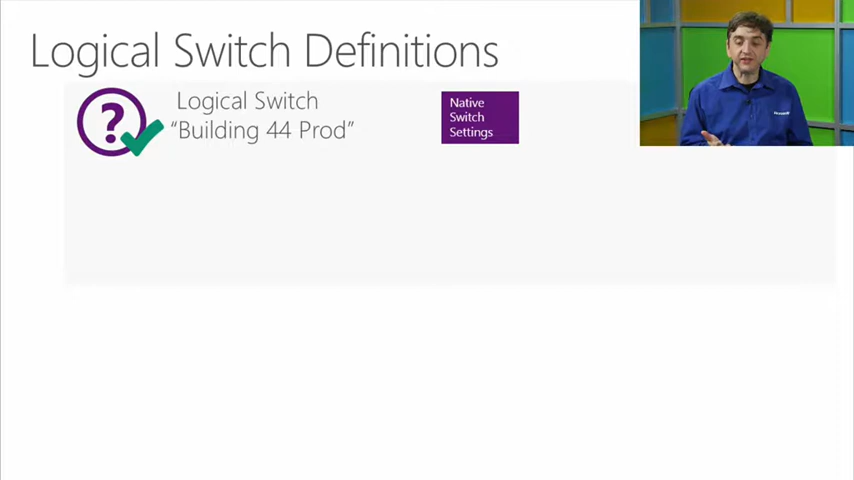 Logical Switch Definitions
?
Logical Switch
“Building 44 Prod”
Native
Switch
Settings